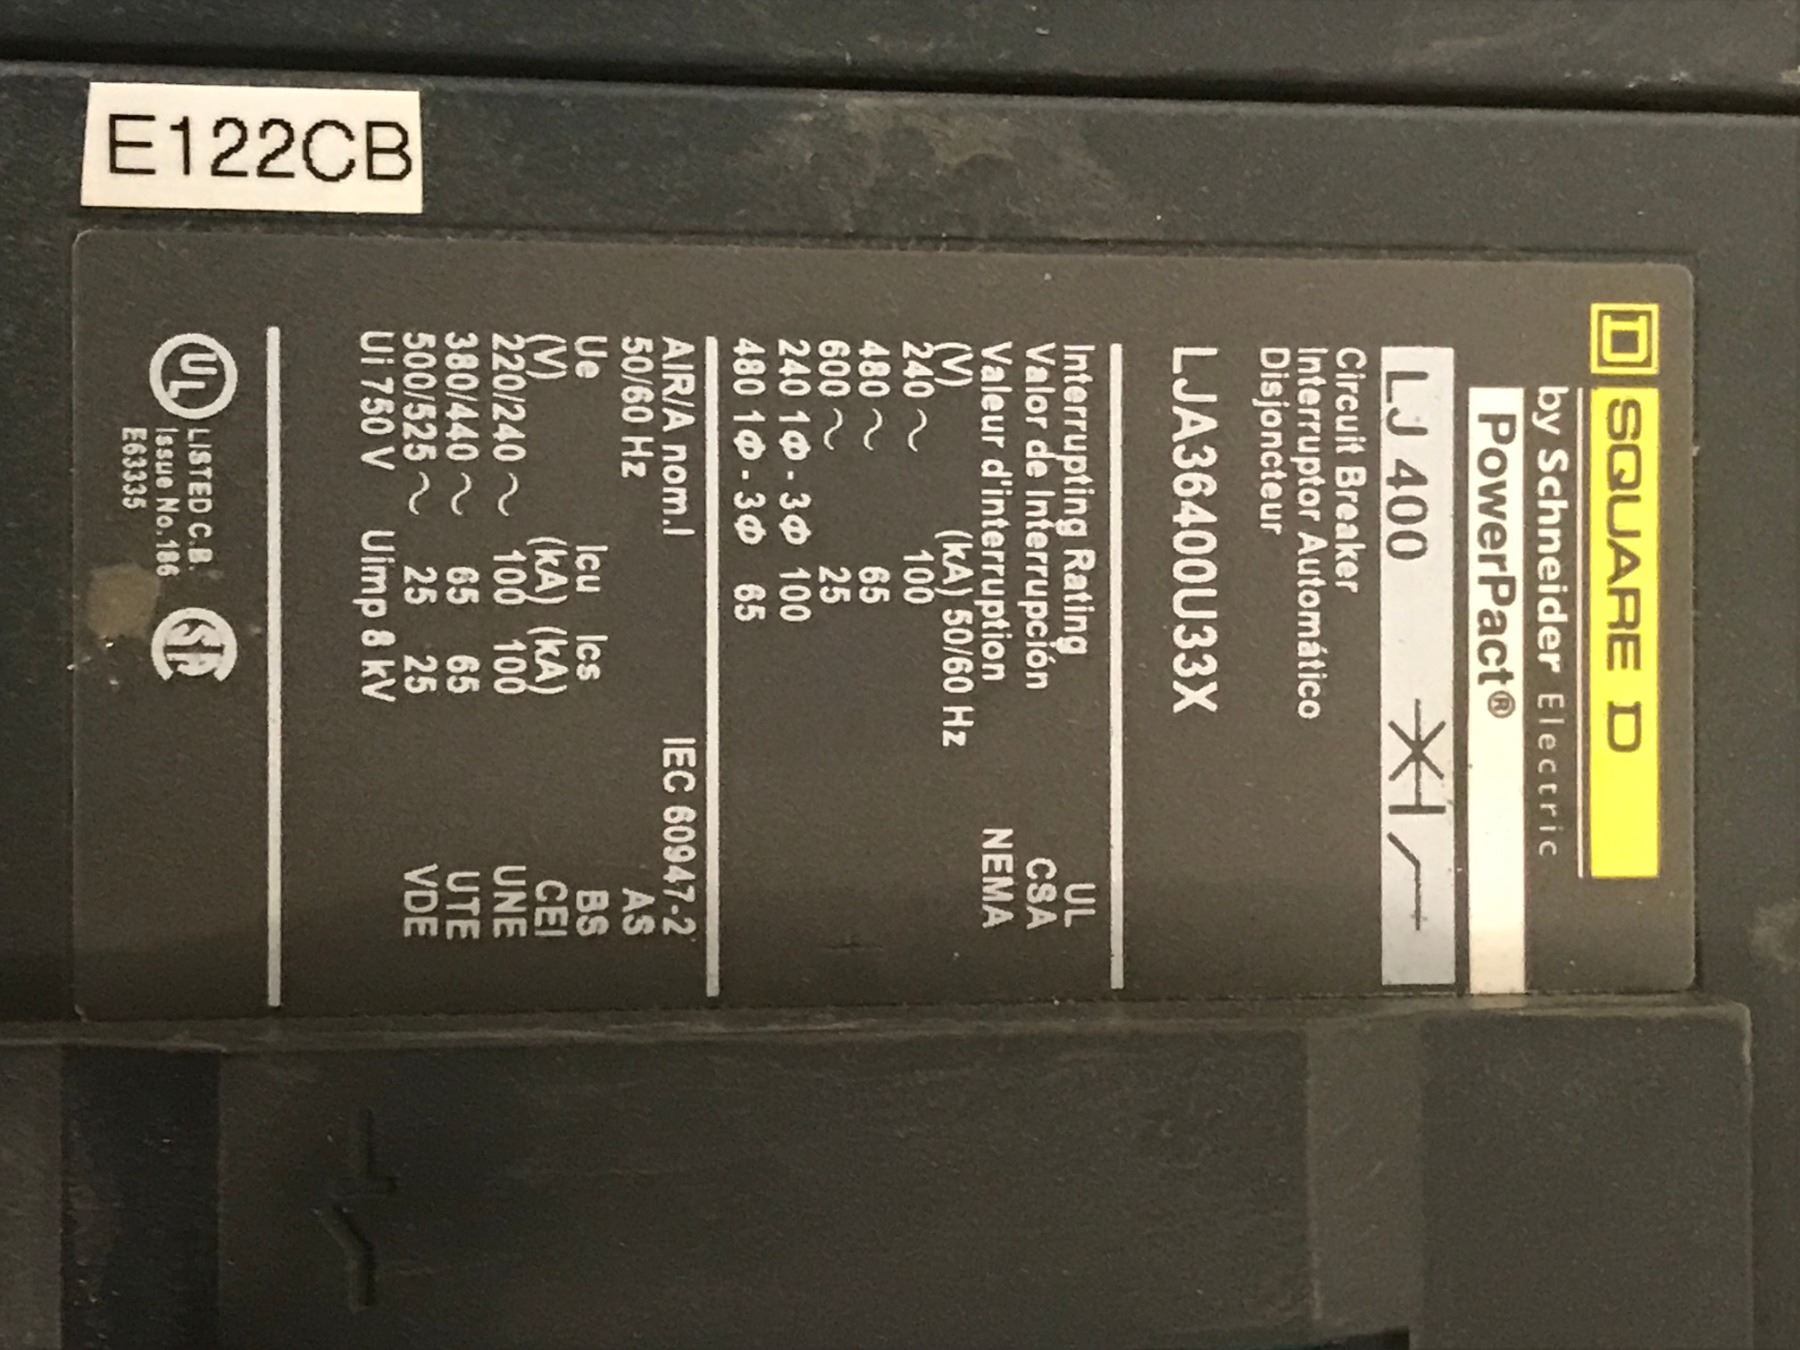 E122CB
SQUARE D
by Schneider Electric
PowerPact®
LJ 400
Circuit Breaker
Interruptor Automático
Disjoncteur
LJA36400U33X
Interrupting Rating UL
Valor de Interrupción CSA
Valeur d'interruption NEMA
(V) (kA) 50/60 Hz
240 ~ 100
480 ~ 65
600 ~ 25
240 1Φ - 3Φ 100
480 1Φ - 3Φ 65
AIR/A nom.I IEC 60947-2
50/60 Hz AS
Ue Icu Ics BS
(V) (kA) (kA) CEI
220/240 ~ 100 100 UNE
380/440 ~ 65 65 UTE
500/525 ~ 25 25 VDE
Ui 750 V Uimp 8 kV
UL LISTED C.B. SA
Issue No.186
E63335